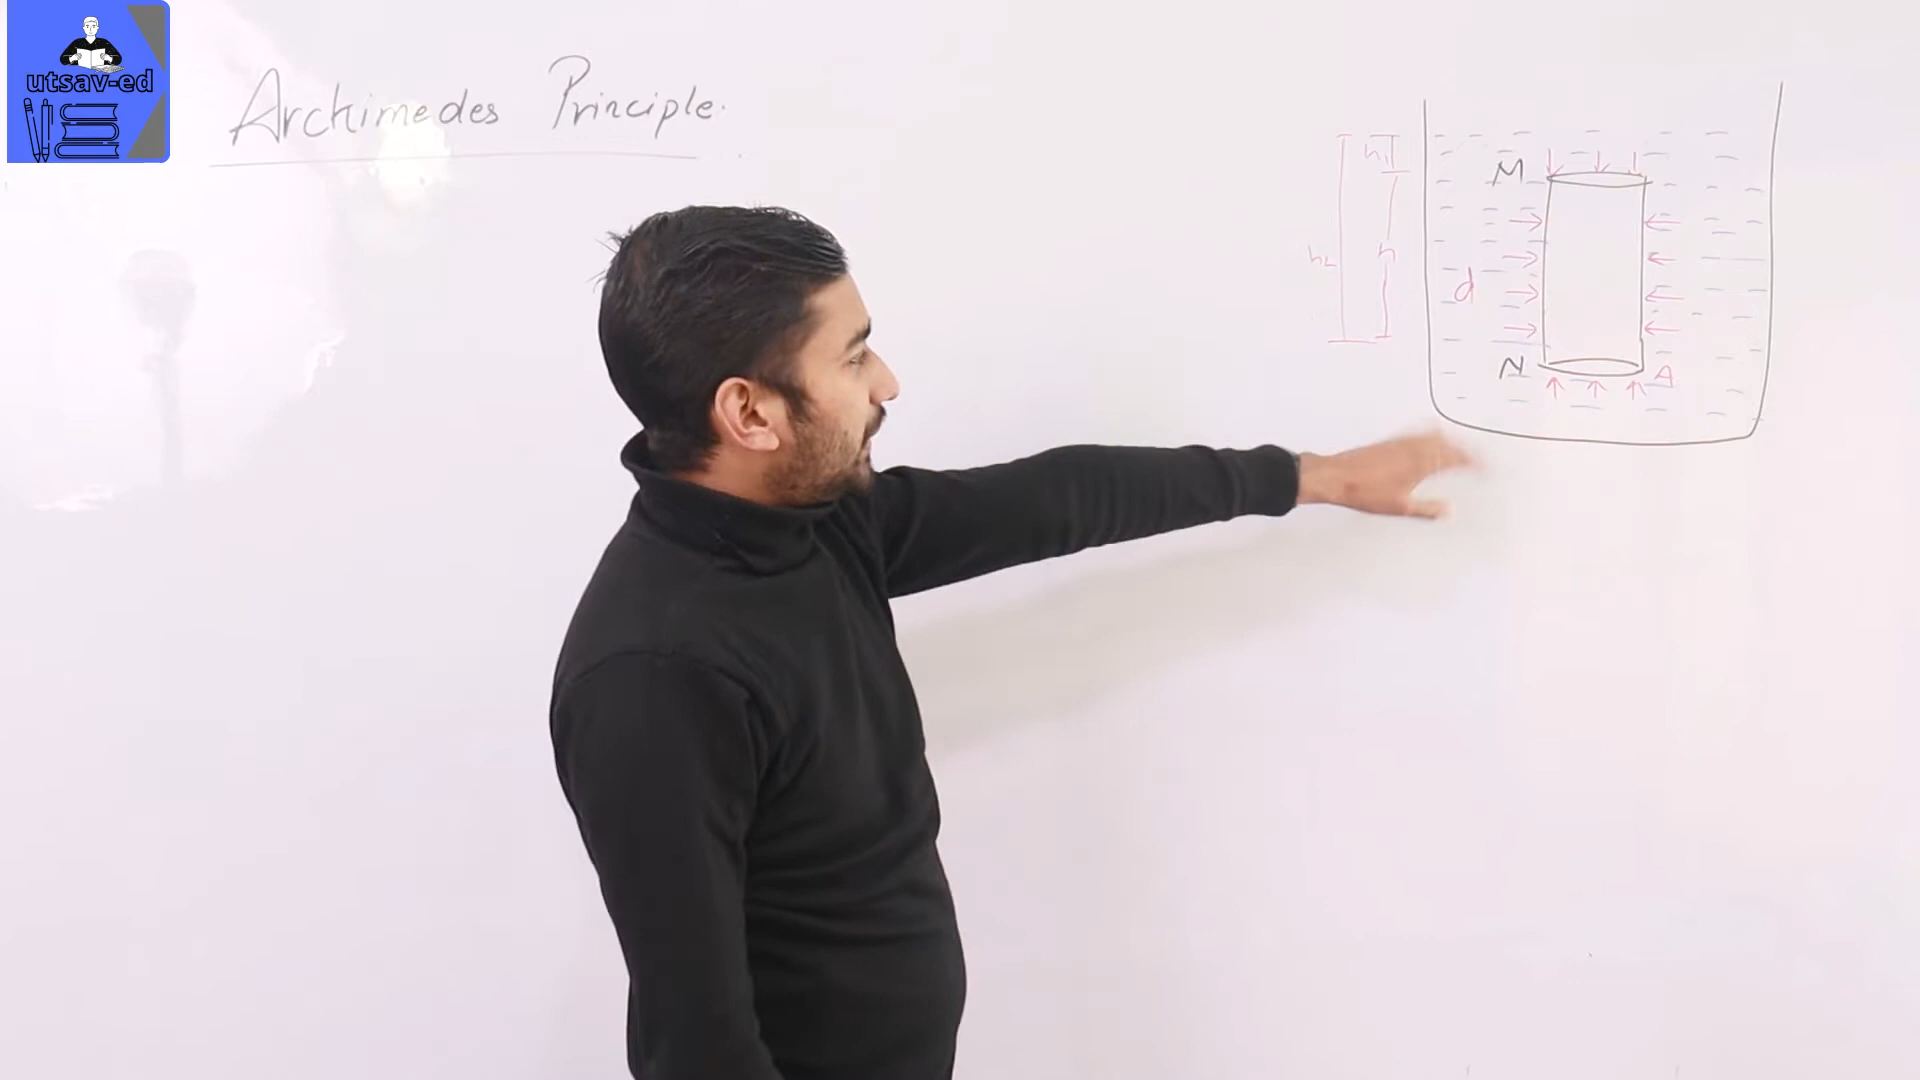 utsav-ed
Archimedes Principle.
h₁
M
h₂
h
d
N
A